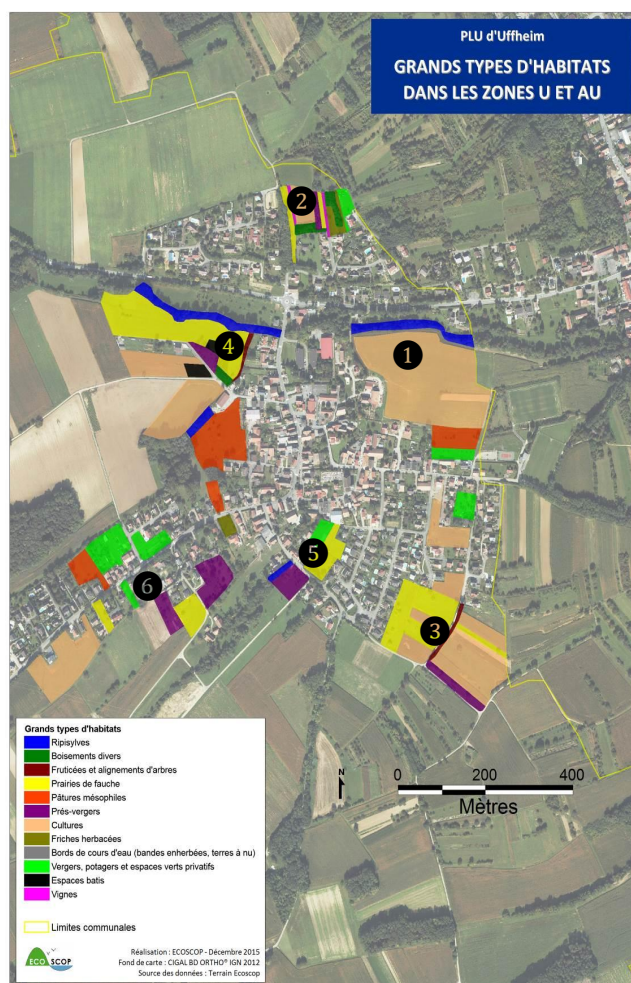 PLU d'Uffheim
GRANDS TYPES D'HABITATS
DANS LES ZONES U ET AU
2
4
1
5
6
3
Grands types d'habitats
Ripisylves
Boisements divers
Fruticées et alignements d'arbres
Prairies de fauche
Pâtures mésophiles
Prés-vergers
Cultures
Friches herbacées
Bords de cours d'eau (bandes enherbées, terres à nu)
Vergers, potagers et espaces verts privatifs
Espaces batis
Vignes
Limites communales
N
0 200 400
Mètres
ECO SCOP
Réalisation : ECOSCOP - Décembre 2015
Fond de carte : CIGAL BD ORTHO® IGN 2012
Source des données : Terrain Ecoscop